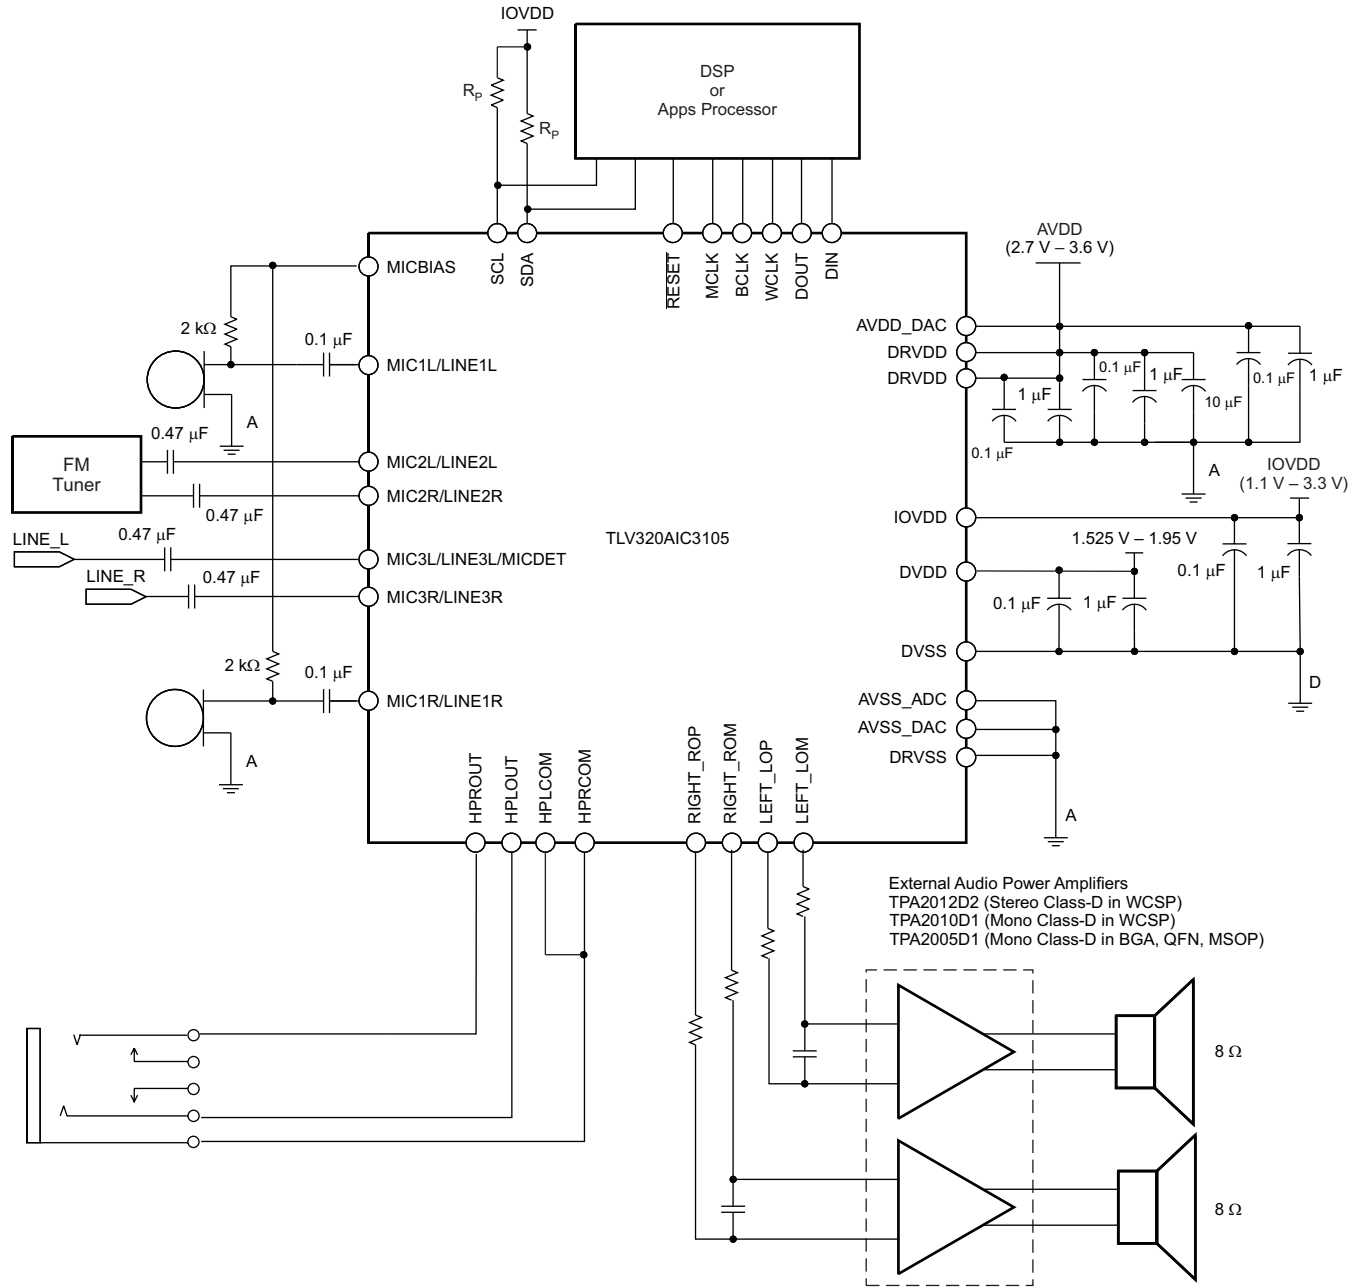 IOVDD
R_P
R_P
DSP
or
Apps Processor
SCL
SDA
RESET
MCLK
BCLK
WCLK
DOUT
DIN
AVDD
(2.7 V – 3.6 V)
MICBIAS
2 kΩ
0.1 μF
MIC1L/LINE1L
A
0.47 μF
FM
Tuner
MIC2L/LINE2L
MIC2R/LINE2R
0.47 μF
LINE_L
0.47 μF
MIC3L/LINE3L/MICDET
LINE_R
0.47 μF
MIC3R/LINE3R
2 kΩ
0.1 μF
MIC1R/LINE1R
A
TLV320AIC3105
AVDD_DAC
DRVDD
DRVDD
0.1 μF
1 μF
0.1 μF
1 μF
10 μF
0.1 μF
1 μF
A
IOVDD
(1.1 V – 3.3 V)
IOVDD
1.525 V – 1.95 V
DVDD
0.1 μF
1 μF
0.1 μF
1 μF
DVSS
D
AVSS_ADC
AVSS_DAC
DRVSS
A
HPROUT
HPLOUT
HPLCOM
HPRCOM
RIGHT_ROP
RIGHT_ROM
LEFT_LOP
LEFT_LOM
External Audio Power Amplifiers
TPA2012D2 (Stereo Class-D in WCSP)
TPA2010D1 (Mono Class-D in WCSP)
TPA2005D1 (Mono Class-D in BGA, QFN, MSOP)
8 Ω
8 Ω